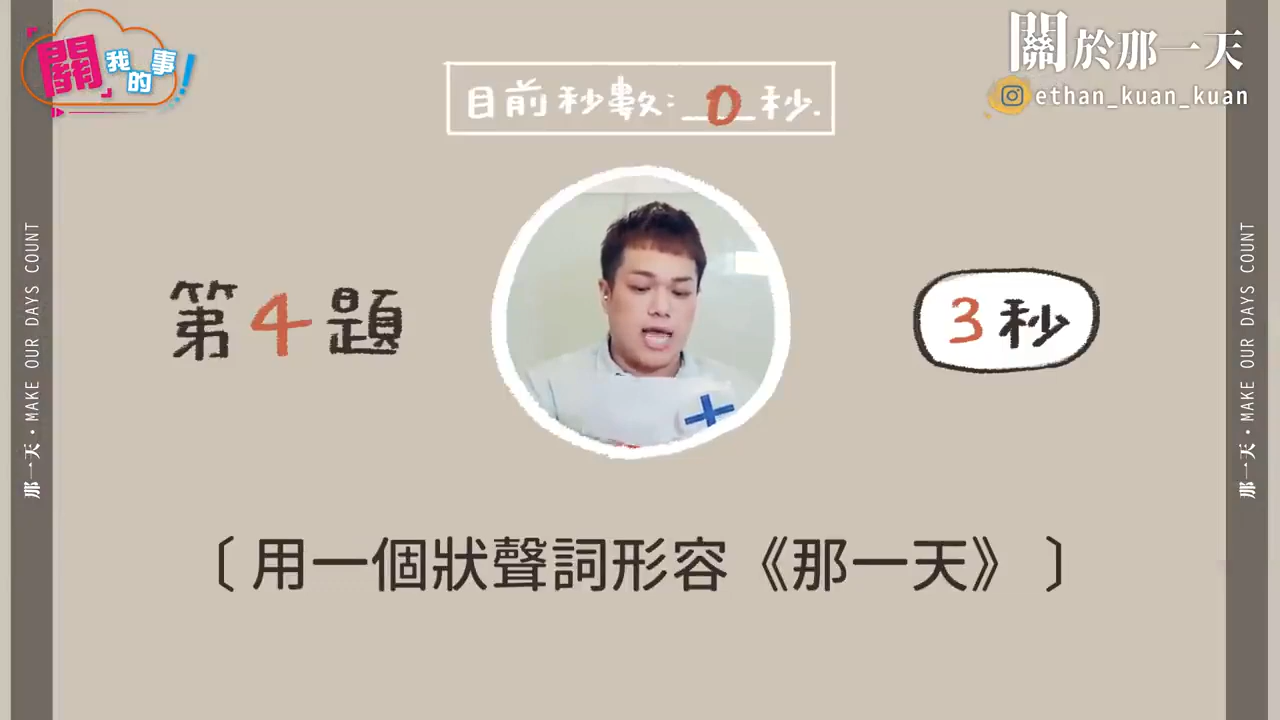 關我的事!
關於那一天
ethan_kuan_kuan
目前秒數:0秒.
第4題
3秒
〔用一個狀聲詞形容《那一天》〕
那一天·MAKE OUR DAYS COUNT
那一天·MAKE OUR DAYS COUNT